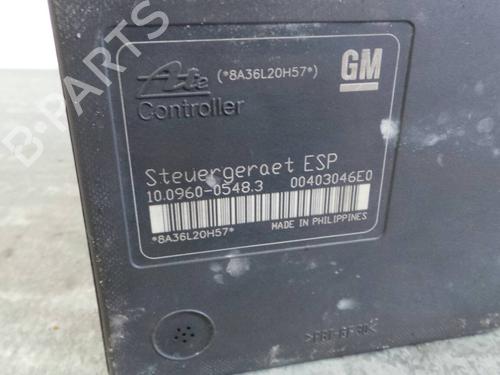 Ate (*8A36L20H57*) GM
Controller
Steuergeraet ESP
10.0960-0548.3 00403046E0
MADE IN PHILIPPINES
*8A36L20H57*
B-PARTS